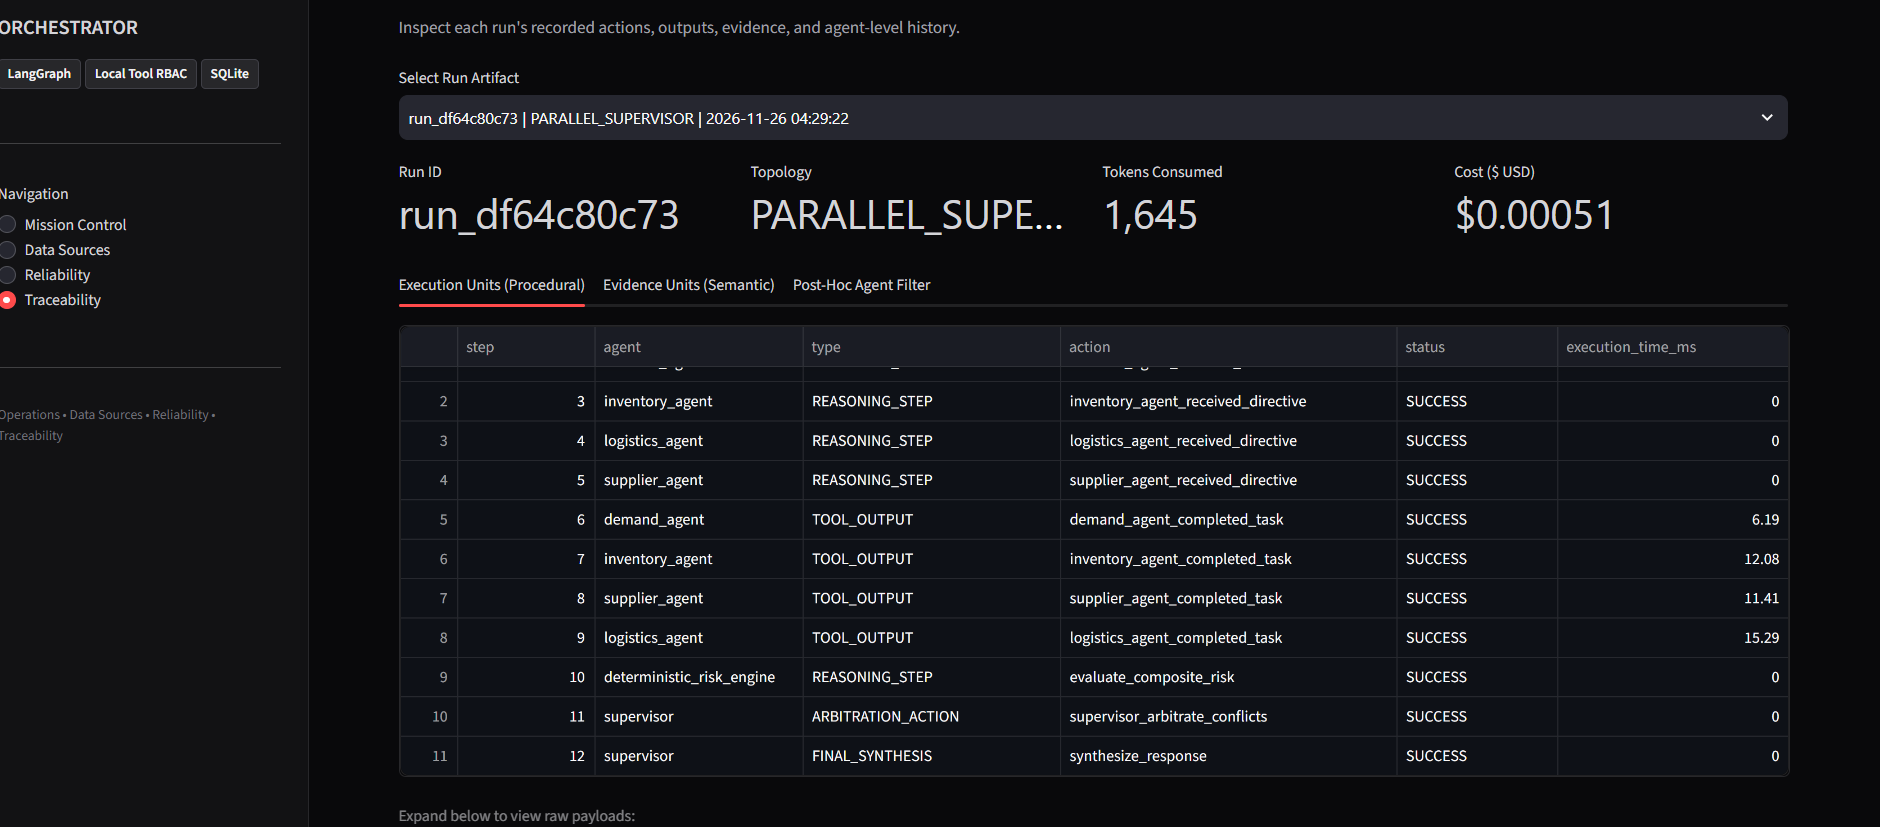 ORCHESTRATOR
LangGraph Local Tool RBAC SQLite
Navigation
Mission Control
Data Sources
Reliability
Traceability
Operations • Data Sources • Reliability •
Traceability
Inspect each run's recorded actions, outputs, evidence, and agent-level history.
Select Run Artifact
run_df64c80c73 | PARALLEL_SUPERVISOR | 2026-11-26 04:29:22
Run ID Topology Tokens Consumed Cost ($ USD)
run_df64c80c73 PARALLEL_SUPE... 1,645 $0.00051
Execution Units (Procedural) Evidence Units (Semantic) Post-Hoc Agent Filter
step agent type action status execution_time_ms
2 3 inventory_agent REASONING_STEP inventory_agent_received_directive SUCCESS 0
3 4 logistics_agent REASONING_STEP logistics_agent_received_directive SUCCESS 0
4 5 supplier_agent REASONING_STEP supplier_agent_received_directive SUCCESS 0
5 6 demand_agent TOOL_OUTPUT demand_agent_completed_task SUCCESS 6.19
6 7 inventory_agent TOOL_OUTPUT inventory_agent_completed_task SUCCESS 12.08
7 8 supplier_agent TOOL_OUTPUT supplier_agent_completed_task SUCCESS 11.41
8 9 logistics_agent TOOL_OUTPUT logistics_agent_completed_task SUCCESS 15.29
9 10 deterministic_risk_engine REASONING_STEP evaluate_composite_risk SUCCESS 0
10 11 supervisor ARBITRATION_ACTION supervisor_arbitrate_conflicts SUCCESS 0
11 12 supervisor FINAL_SYNTHESIS synthesize_response SUCCESS 0
Expand below to view raw payloads: